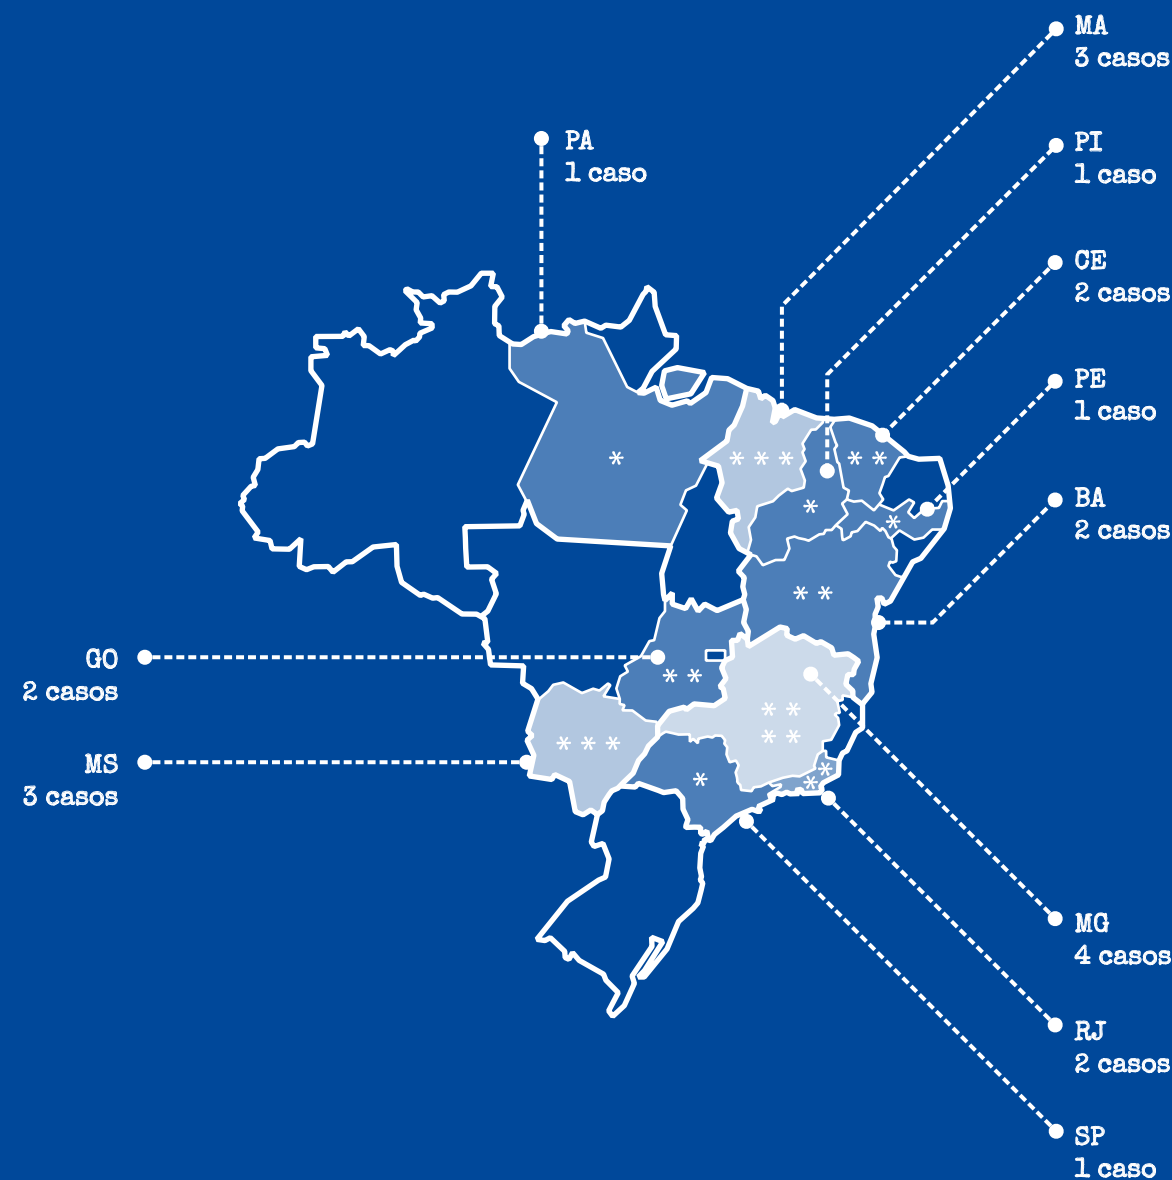 MA
3 casos
PA
1 caso
PI
1 caso
CE
2 casos
PE
1 caso
BA
2 casos
GO
2 casos
MS
3 casos
MG
4 casos
RJ
2 casos
SP
1 caso
* * *
* *
*
*
*
* *
* *
* *
* *
* * *
*
*
*